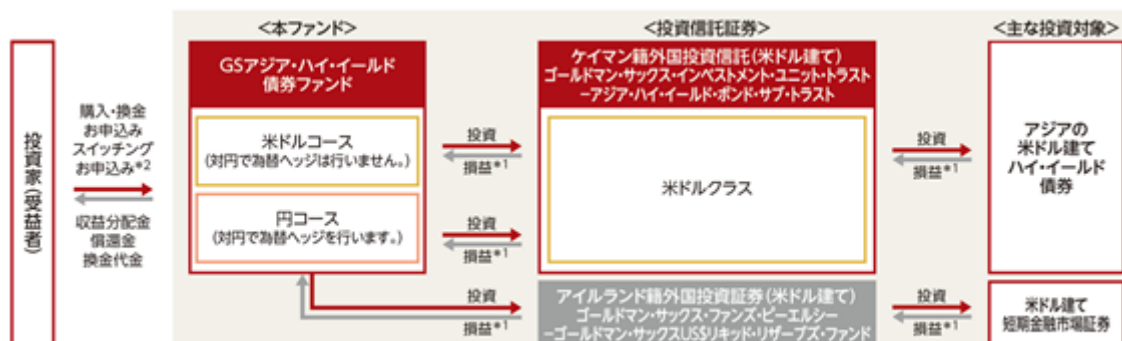 <本ファンド>
<投資信託証券>
<主な投資対象>
投資家(受益者)
購入・換金
お申込み
スイッチング
お申込み*2
収益分配金
償還金
換金代金
GSアジア・ハイ・イールド
債券ファンド
米ドルコース
(対円で為替ヘッジは行いません。)
円コース
(対円で為替ヘッジを行います。)
投資
損益*1
投資
損益*1
投資
損益*1
ケイマン籍外国投資信託(米ドル建て)
ゴールドマン・サックス・インベストメント・ユニット・トラスト
−アジア・ハイ・イールド・ボンド・サブ・トラスト
米ドルクラス
アイルランド籍外国投資証券(米ドル建て)
ゴールドマン・サックス・ファンズ・ピーエルシー
−ゴールドマン・サックスUS$リキッド・リザーブズ・ファンド
投資
損益*1
投資
損益*1
アジアの
米ドル建て
ハイ・イールド
債券
米ドル建て
短期金融市場証券